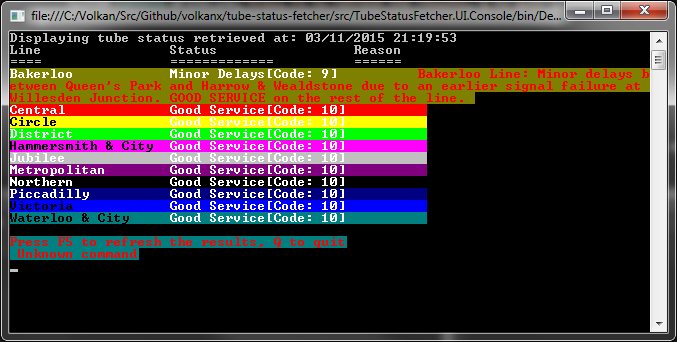 file:///C:/Volkan/Src/Github/volkanx/tube-status-fetcher/src/TubeStatusFetcher.UI.Console/bin/De...
Displaying tube status retrieved at: 03/11/2015 21:19:53
Line Status Reason
==== ============= ======
Bakerloo Minor Delays[Code: 9] Bakerloo Line: Minor delays b
etween Queen's Park and Harrow & Wealdstone due to an earlier signal failure at
Willesden Junction. GOOD SERVICE on the rest of the line.
Central Good Service[Code: 10]
Circle Good Service[Code: 10]
District Good Service[Code: 10]
Hammersmith & City Good Service[Code: 10]
Jubilee Good Service[Code: 10]
Metropolitan Good Service[Code: 10]
Northern Good Service[Code: 10]
Piccadilly Good Service[Code: 10]
Victoria Good Service[Code: 10]
Waterloo & City Good Service[Code: 10]
Press F5 to refresh the results, Q to quit
Unknown command